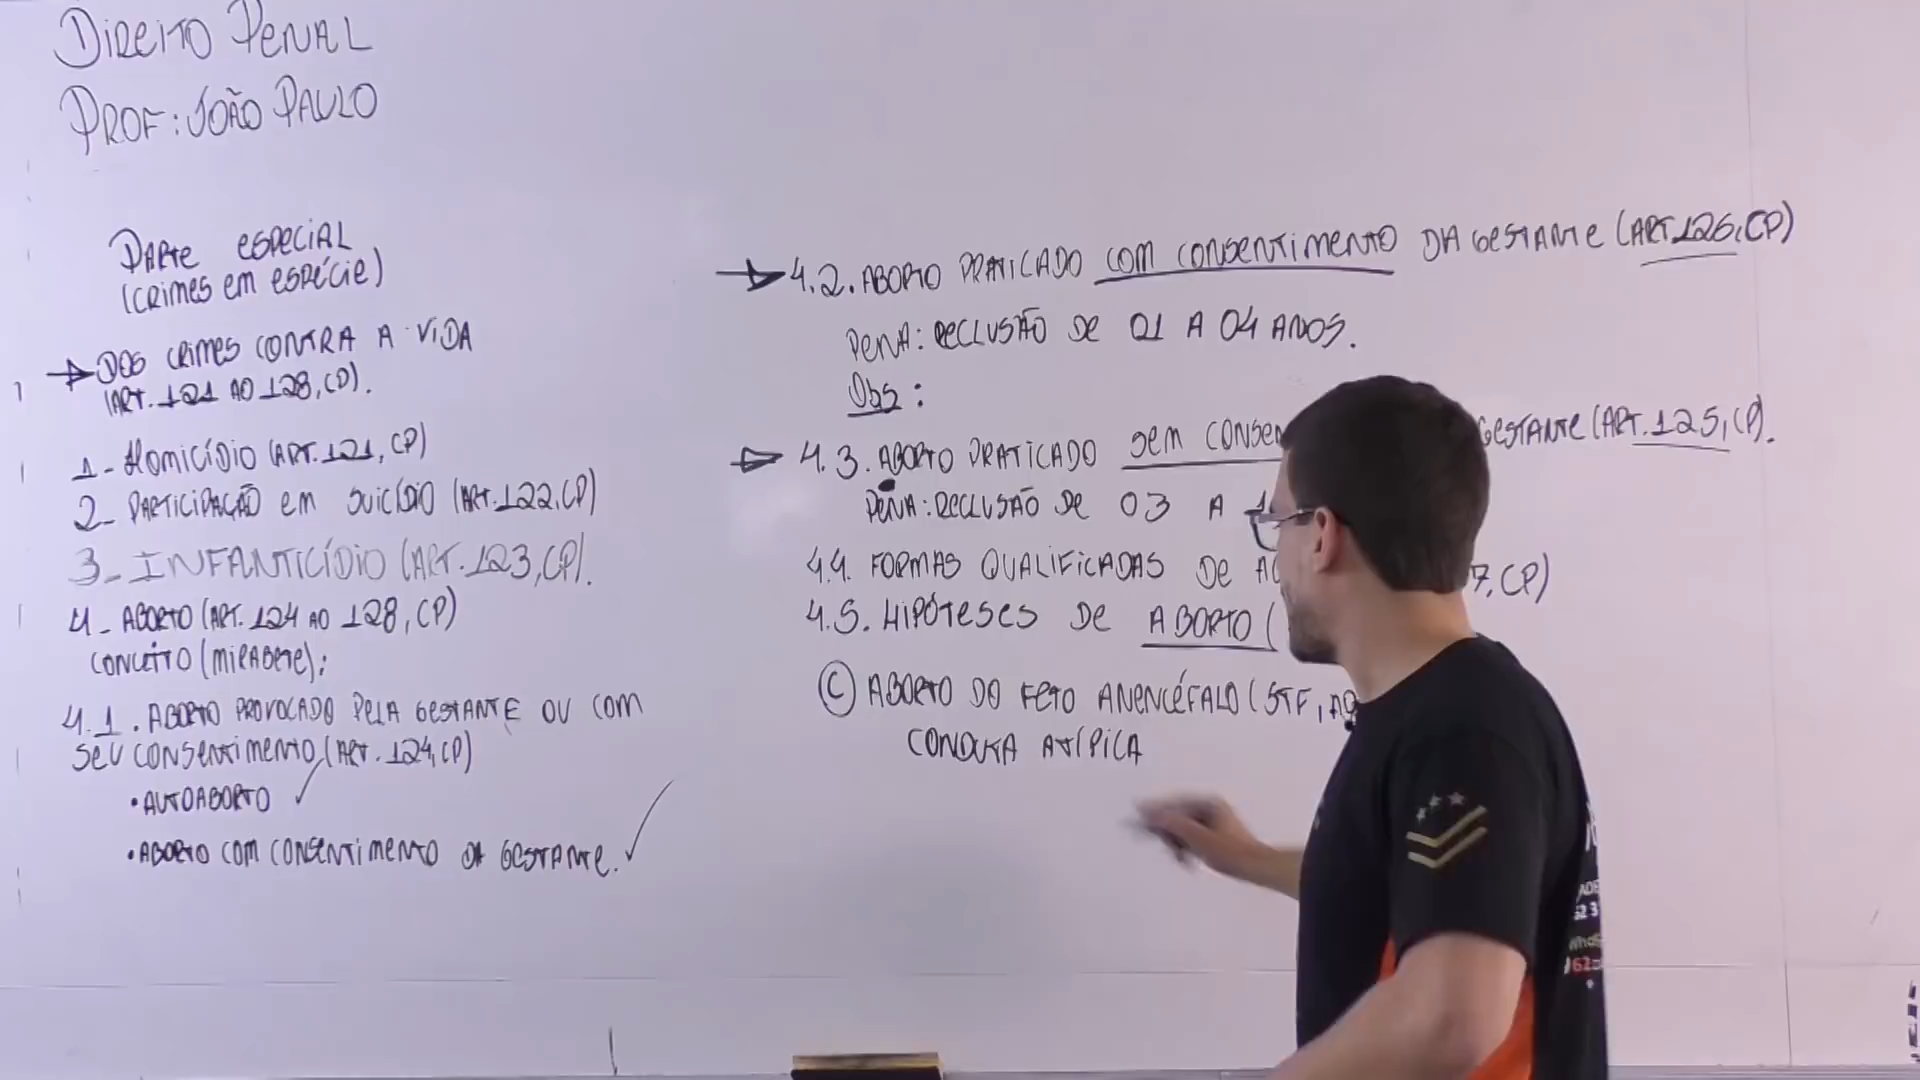 DIREITO PENAL
PROF: JOÃO PAULO
PARTE ESPECIAL
(CRIMES EM ESPÉCIE)
DOS CRIMES CONTRA A VIDA
(ART. 121 AO 128, CP).
1- HOMICÍDIO (ART. 121, CP)
2- PARTICIPAÇÃO EM SUICÍDIO (ART. 122, CP)
3- INFANTICÍDIO (ART. 123, CP).
4- ABORTO (ART. 124 AO 128, CP)
CONCEITO (MIRABETE);
4.1. ABORTO PROVOCADO PELA GESTANTE OU COM
SEU CONSENTIMENTO (ART. 124, CP)
• AUTOABORTO ✓
• ABORTO COM CONSENTIMENTO DA GESTANTE. ✓
4.2. ABORTO PRATICADO COM CONSENTIMENTO DA GESTANTE (ART. 126, CP)
PENA: RECLUSÃO DE 01 A 04 ANOS.
Obs:
4.3. ABORTO PRATICADO SEM GESTANTE (ART. 125, CP).
PENA: RECLUSÃO DE 03 A
4.4. FORMAS QUALIFICADAS DE 7, CP)
4.5. HIPÓTESES DE ABORTO (
(C) ABORTO DO FETO ANENCÉFALO (STF,
CONDUTA ATÍPICA